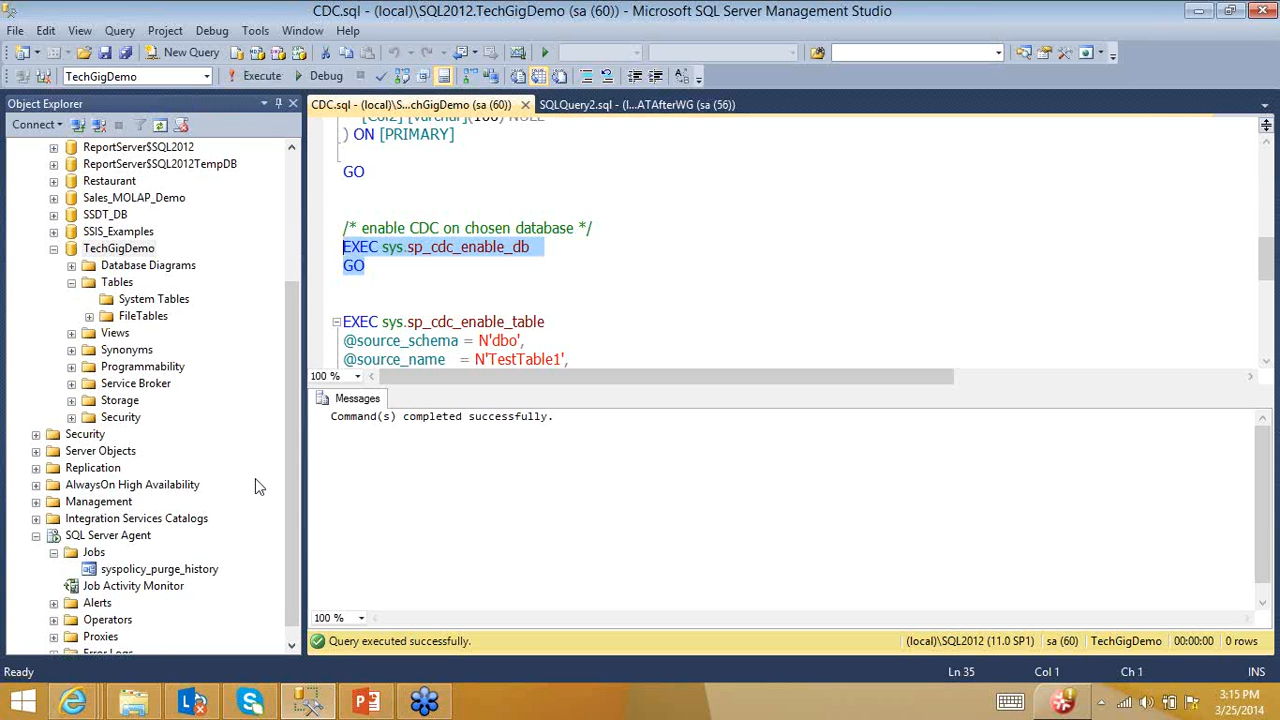 CDC.sql - (local)\SQL2012.TechGigDemo (sa (60)) - Microsoft SQL Server Management Studio
File Edit View Query Project Debug Tools Window Help
New Query
TechGigDemo Execute Debug
Object Explorer
CDC.sql - (local)\S...chGigDemo (sa (60)) SQLQuery2.sql - (l...ATAfterWG (sa (56))
Connect
ReportServer$SQL2012
ReportServer$SQL2012TempDB
Restaurant
Sales_MOLAP_Demo
SSDT_DB
SSIS_Examples
TechGigDemo
Database Diagrams
Tables
System Tables
FileTables
Views
Synonyms
Programmability
Service Broker
Storage
Security
Security
Server Objects
Replication
AlwaysOn High Availability
Management
Integration Services Catalogs
SQL Server Agent
Jobs
syspolicy_purge_history
Job Activity Monitor
Alerts
Operators
Proxies
Error Logs
[Col2] [varchar](100) NULL
) ON [PRIMARY]
GO
/* enable CDC on chosen database */
EXEC sys.sp_cdc_enable_db
GO
EXEC sys.sp_cdc_enable_table
@source_schema = N'dbo',
@source_name = N'TestTable1',
100 %
Messages
Command(s) completed successfully.
100 %
Query executed successfully. (local)\SQL2012 (11.0 SP1) sa (60) TechGigDemo 00:00:00 0 rows
Ready Ln 35 Col 1 Ch 1 INS
3:15 PM
3/25/2014